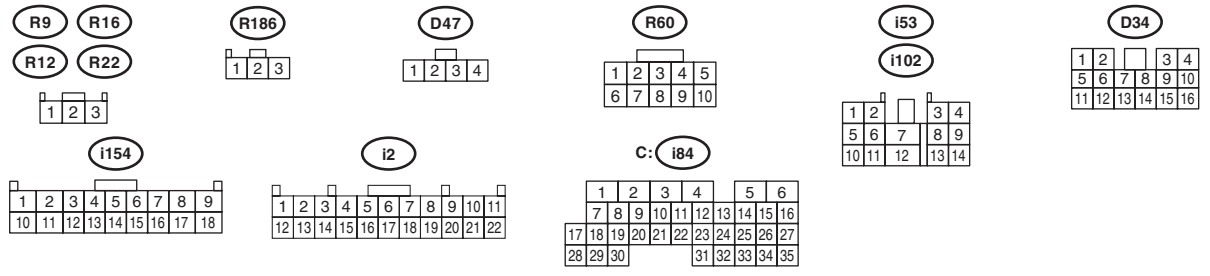 R9 R16
R12 R22
1 2 3
R186
1 2 3
D47
1 2 3 4
R60
1 2 3 4 5
6 7 8 9 10
i53
i102
1 2 3 4
5 6 7 8 9
10 11 12 13 14
D34
1 2 3 4
5 6 7 8 9 10
11 12 13 14 15 16
i154
1 2 3 4 5 6 7 8 9
10 11 12 13 14 15 16 17 18
i2
1 2 3 4 5 6 7 8 9 10 11
12 13 14 15 16 17 18 19 20 21 22
C: i84
1 2 3 4 5 6
7 8 9 10 11 12 13 14 15 16
17 18 19 20 21 22 23 24 25 26 27
28 29 30 31 32 33 34 35